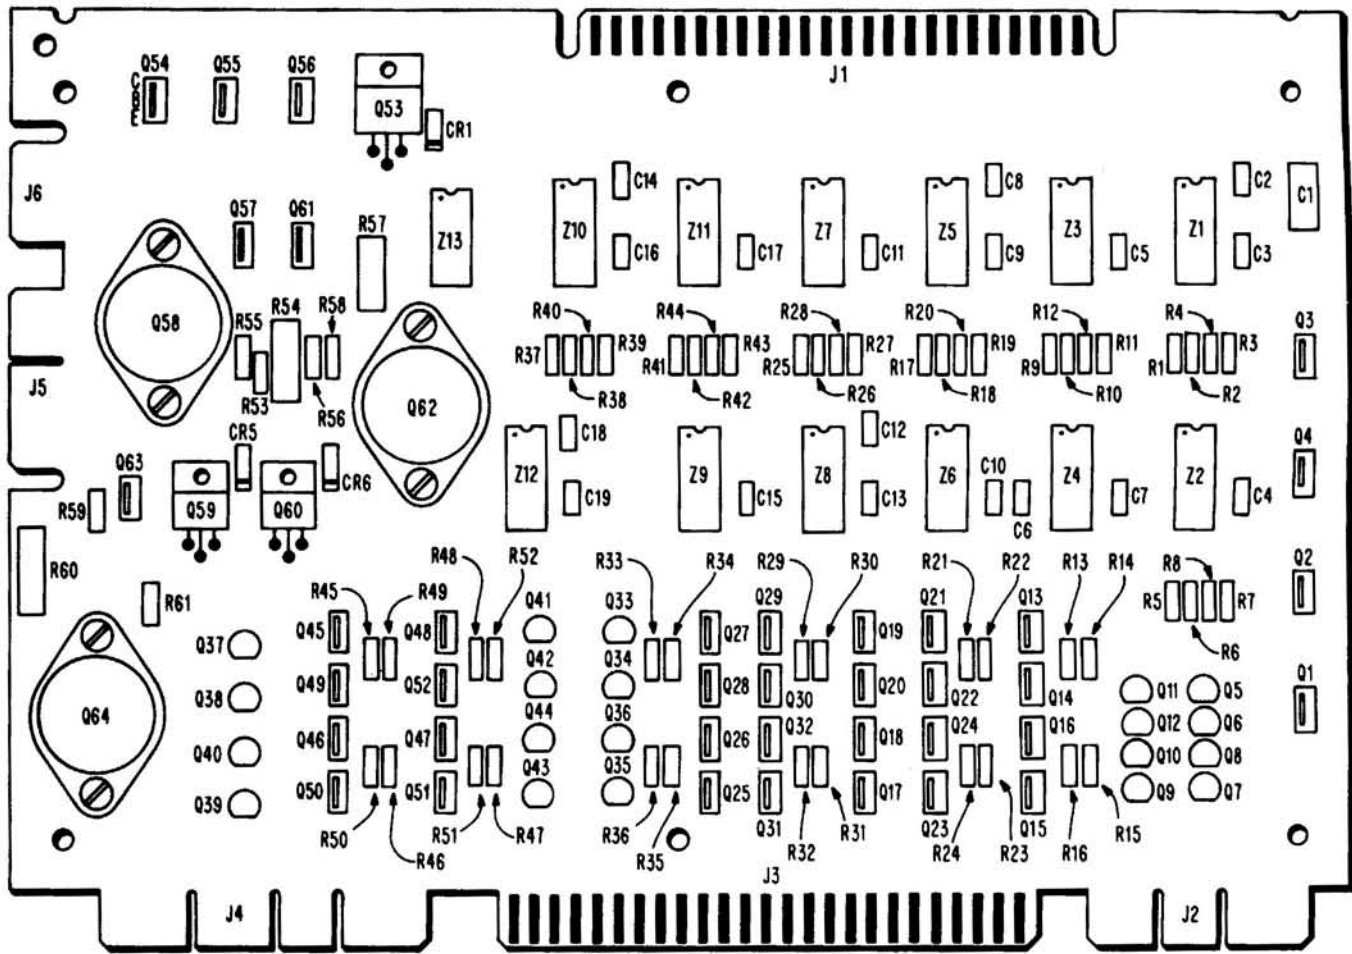 J1
Q54 Q55 Q56
C B E
Q53
CR1
J6
C14 C8 C2 C1
Q57 Q61 R57 Z13 Z10 Z11 Z7 Z5 Z3 Z1
C16 C17 C11 C9 C5 C3
R54 R58
R40 R44 R28 R20 R12 R4 Q3
Q58
R55 R37 R39 R41 R43 R25 R27 R17 R19 R9 R11 R1 R3
J5
R53 R56 Q62 R38 R42 R26 R18 R10 R2
C18 C12
CR5 Q4
Q63 CR6 Z12 Z9 Z8 Z6 C10 Z4 Z2
R59 Q59 Q60 C19 C15 C13 C6 C7 C4
R48 R52 R33 R34 R29 R30 R21 R22 R13 R14 R8 Q2
R60
R61 R45 R49 Q41 Q33 Q29 Q21 Q13 R5 R7
Q37 Q45 Q48 Q27 Q19 R6
Q42 Q34
Q38 Q49 Q52 Q28 Q30 Q20 Q22 Q14 Q11 Q5 Q1
Q64
Q44 Q36 Q32 Q24 Q16 Q12 Q6
Q40 Q46 Q47 Q26 Q18 Q10 Q8
Q43 Q35
Q39 Q50 Q51 Q25 Q17 Q9 Q7
Q31 Q23 Q15
R50 R51 R47 R36 R31 R15
R46 R35 R32 R24 R23 R16
J3
J4 J2